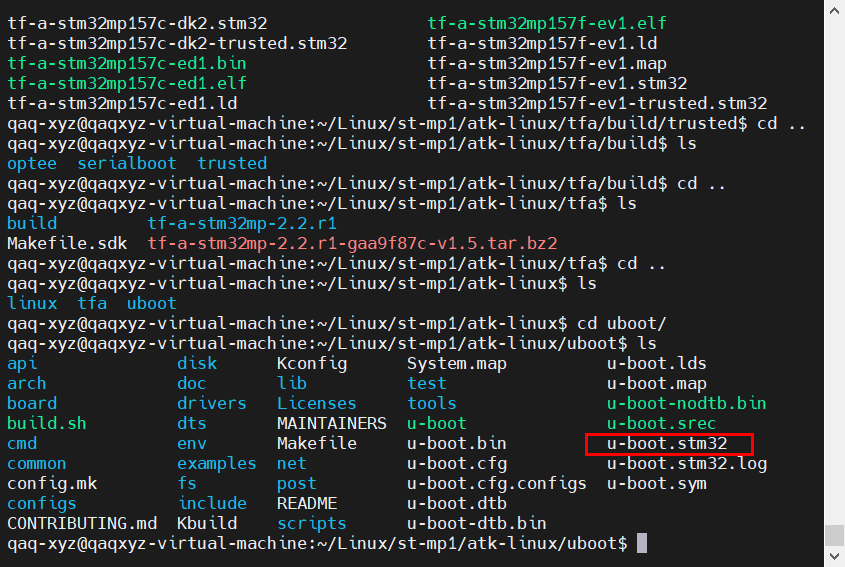 tf-a-stm32mp157c-dk2.stm32 tf-a-stm32mp157f-ev1.elf
tf-a-stm32mp157c-dk2-trusted.stm32 tf-a-stm32mp157f-ev1.ld
tf-a-stm32mp157c-ed1.bin tf-a-stm32mp157f-ev1.map
tf-a-stm32mp157c-ed1.elf tf-a-stm32mp157f-ev1.stm32
tf-a-stm32mp157c-ed1.ld tf-a-stm32mp157f-ev1-trusted.stm32
qaq-xyz@qaqxyz-virtual-machine:~/Linux/st-mp1/atk-linux/tfa/build/trusted$ cd ..
qaq-xyz@qaqxyz-virtual-machine:~/Linux/st-mp1/atk-linux/tfa/build$ ls
optee serialboot trusted
qaq-xyz@qaqxyz-virtual-machine:~/Linux/st-mp1/atk-linux/tfa/build$ cd ..
qaq-xyz@qaqxyz-virtual-machine:~/Linux/st-mp1/atk-linux/tfa$ ls
build tf-a-stm32mp-2.2.r1
Makefile.sdk tf-a-stm32mp-2.2.r1-gaa9f87c-v1.5.tar.bz2
qaq-xyz@qaqxyz-virtual-machine:~/Linux/st-mp1/atk-linux/tfa$ cd ..
qaq-xyz@qaqxyz-virtual-machine:~/Linux/st-mp1/atk-linux$ ls
linux tfa uboot
qaq-xyz@qaqxyz-virtual-machine:~/Linux/st-mp1/atk-linux$ cd uboot/
qaq-xyz@qaqxyz-virtual-machine:~/Linux/st-mp1/atk-linux/uboot$ ls
api disk Kconfig System.map u-boot.lds
arch doc lib test u-boot.map
board drivers Licenses tools u-boot-nodtb.bin
build.sh dts MAINTAINERS u-boot u-boot.srec
cmd env Makefile u-boot.bin u-boot.stm32
common examples net u-boot.cfg u-boot.stm32.log
config.mk fs post u-boot.cfg.configs u-boot.sym
configs include README u-boot.dtb
CONTRIBUTING.md Kbuild scripts u-boot-dtb.bin
qaq-xyz@qaqxyz-virtual-machine:~/Linux/st-mp1/atk-linux/uboot$